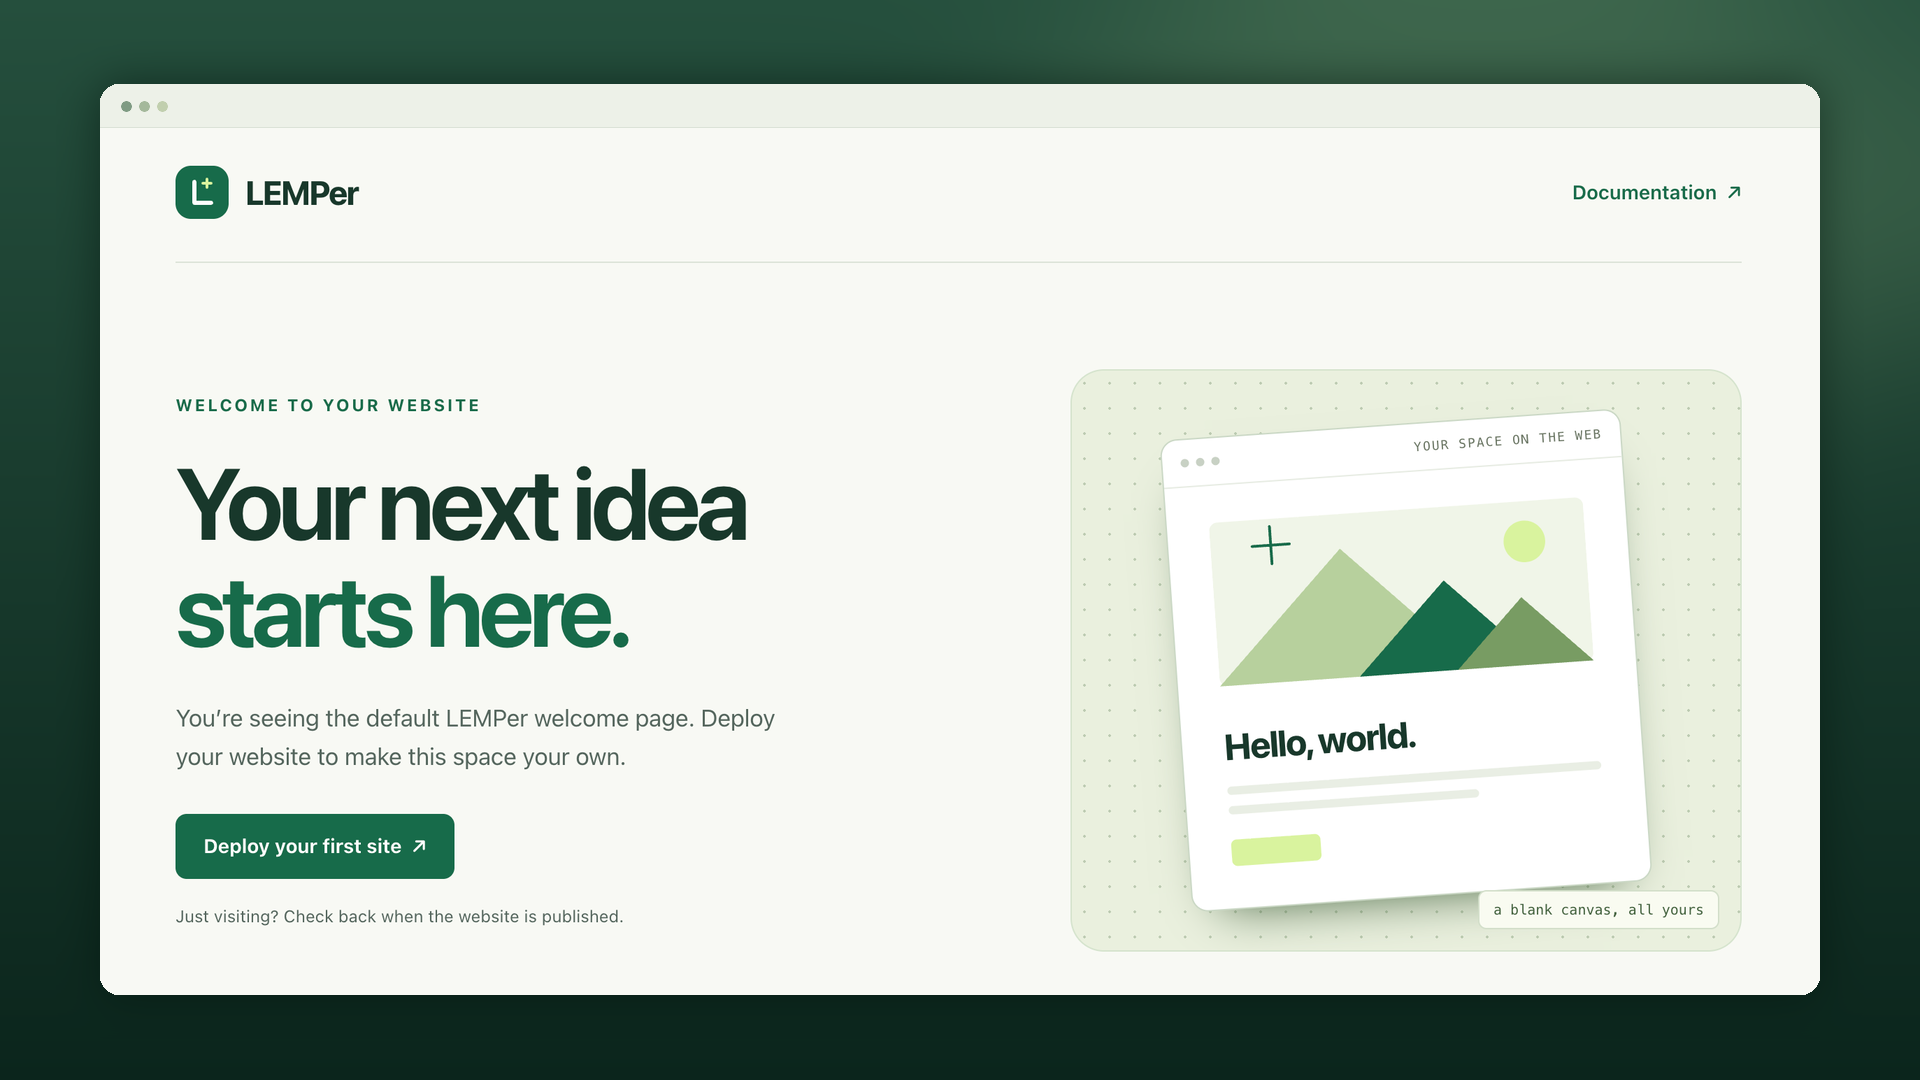 LEMPer
Documentation ↗
WELCOME TO YOUR WEBSITE
Your next idea
starts here.
You’re seeing the default LEMPer welcome page. Deploy
your website to make this space your own.
Deploy your first site ↗
Just visiting? Check back when the website is published.
YOUR SPACE ON THE WEB
Hello, world.
a blank canvas, all yours